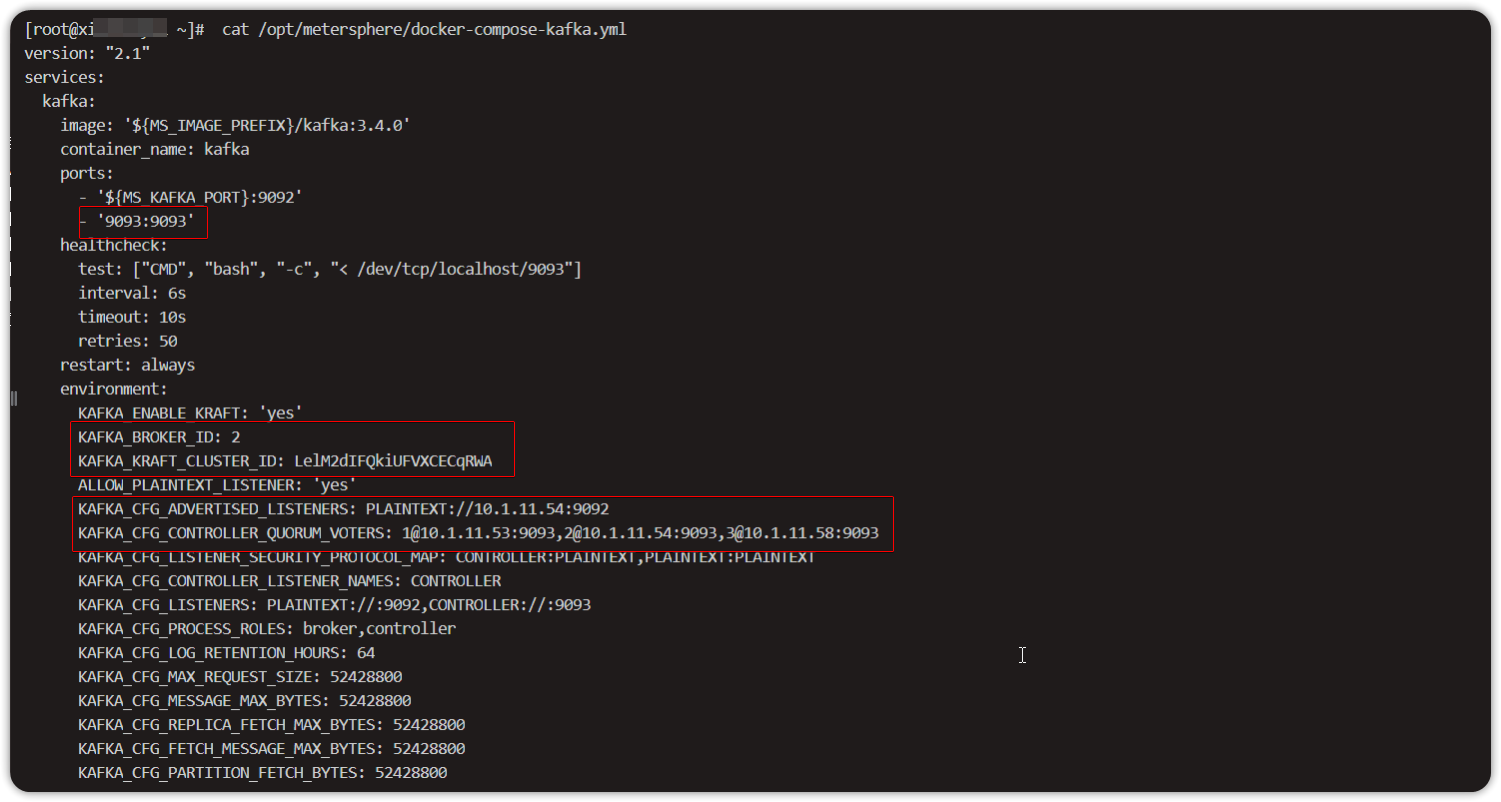 [root@xi ~]#  cat /opt/metersphere/docker-compose-kafka.yml
version: "2.1"
services:
  kafka:
    image: '${MS_IMAGE_PREFIX}/kafka:3.4.0'
    container_name: kafka
    ports:
      - '${MS_KAFKA_PORT}:9092'
      - '9093:9093'
    healthcheck:
      test: ["CMD", "bash", "-c", "< /dev/tcp/localhost/9093"]
      interval: 6s
      timeout: 10s
      retries: 50
    restart: always
    environment:
      KAFKA_ENABLE_KRAFT: 'yes'
      KAFKA_BROKER_ID: 2
      KAFKA_KRAFT_CLUSTER_ID: LelM2dIFQkiUFVXCECqRWA
      ALLOW_PLAINTEXT_LISTENER: 'yes'
      KAFKA_CFG_ADVERTISED_LISTENERS: PLAINTEXT://10.1.11.54:9092
      KAFKA_CFG_CONTROLLER_QUORUM_VOTERS: 1@10.1.11.53:9093,2@10.1.11.54:9093,3@10.1.11.58:9093
      KAFKA_CFG_LISTENER_SECURITY_PROTOCOL_MAP: CONTROLLER:PLAINTEXT,PLAINTEXT:PLAINTEXT
      KAFKA_CFG_CONTROLLER_LISTENER_NAMES: CONTROLLER
      KAFKA_CFG_LISTENERS: PLAINTEXT://:9092,CONTROLLER://:9093
      KAFKA_CFG_PROCESS_ROLES: broker,controller
      KAFKA_CFG_LOG_RETENTION_HOURS: 64
      KAFKA_CFG_MAX_REQUEST_SIZE: 52428800
      KAFKA_CFG_MESSAGE_MAX_BYTES: 52428800
      KAFKA_CFG_REPLICA_FETCH_MAX_BYTES: 52428800
      KAFKA_CFG_FETCH_MESSAGE_MAX_BYTES: 52428800
      KAFKA_CFG_PARTITION_FETCH_BYTES: 52428800